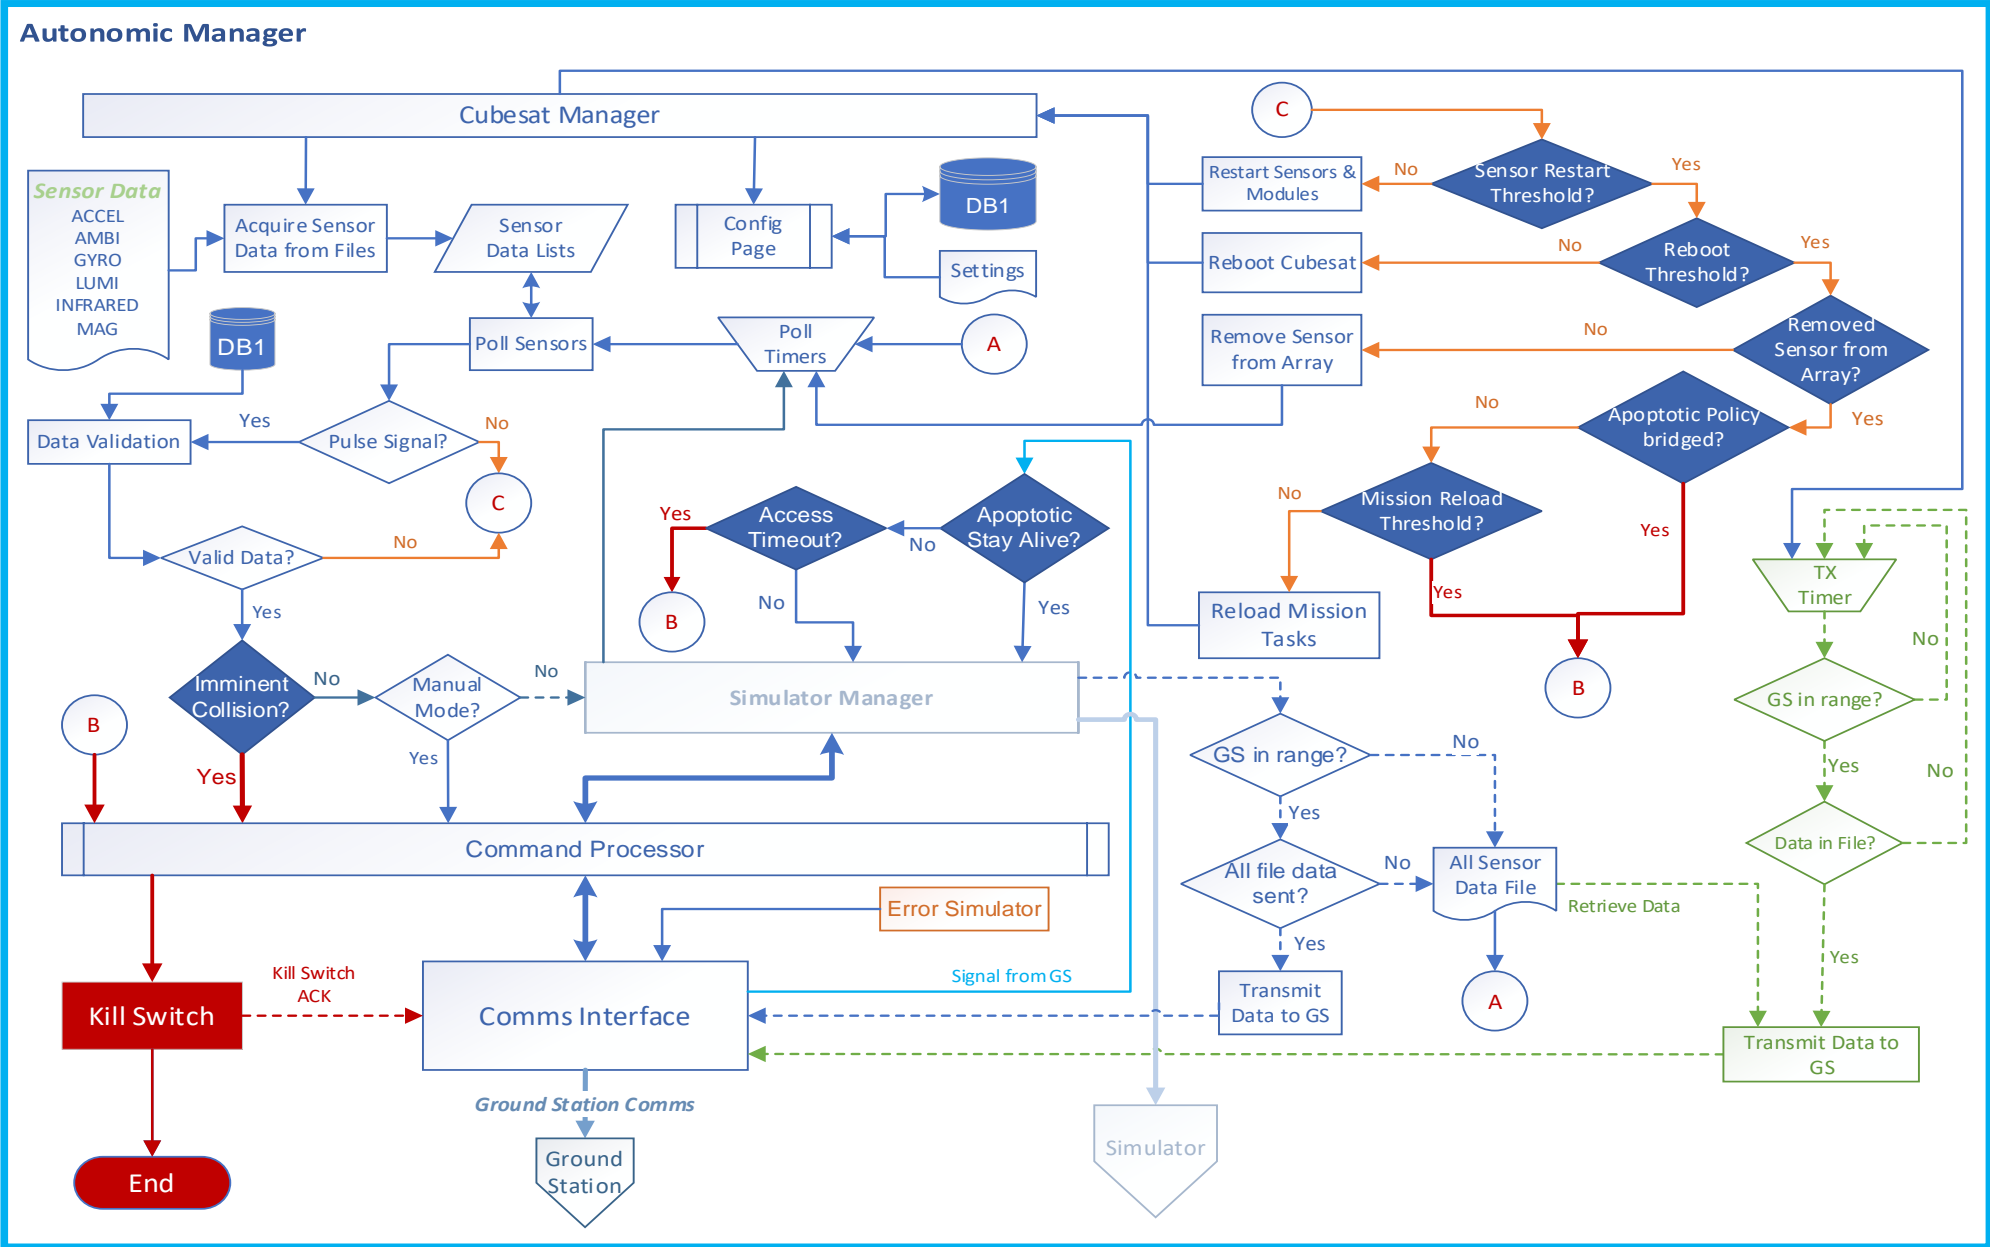 Autonomic Manager
Cubesat Manager
C
Sensor Restart
Threshold?
No
Yes
Restart Sensors &
Modules
Sensor Data
ACCEL
AMBI
GYRO
LUMI
INFRARED
MAG
Acquire Sensor
Data from Files
Sensor
Data Lists
Config
Page
DB1
Settings
Reboot
Threshold?
No
Yes
Reboot Cubesat
DB1
Poll Sensors
Poll
Timers
A
Remove Sensor
from Array
No
Removed
Sensor from
Array?
Yes
Data Validation
Yes
Pulse Signal?
No
C
No
Apoptotic Policy
bridged?
Yes
Valid Data?
No
Yes
Yes
Access
Timeout?
No
No
Apoptotic
Stay Alive?
Yes
B
No
Mission Reload
Threshold?
Yes
Reload Mission
Tasks
B
TX
Timer
No
GS in range?
Yes
No
Data in File?
Yes
Imminent
Collision?
No
Yes
Manual
Mode?
No
Yes
Simulator Manager
B
GS in range?
No
Yes
All file data
sent?
No
Yes
All Sensor
Data File
Retrieve Data
Command Processor
Error Simulator
Kill Switch
Kill Switch
ACK
Comms Interface
Signal from GS
Transmit
Data to GS
A
Transmit Data to
GS
Ground Station Comms
Ground
Station
Simulator
End